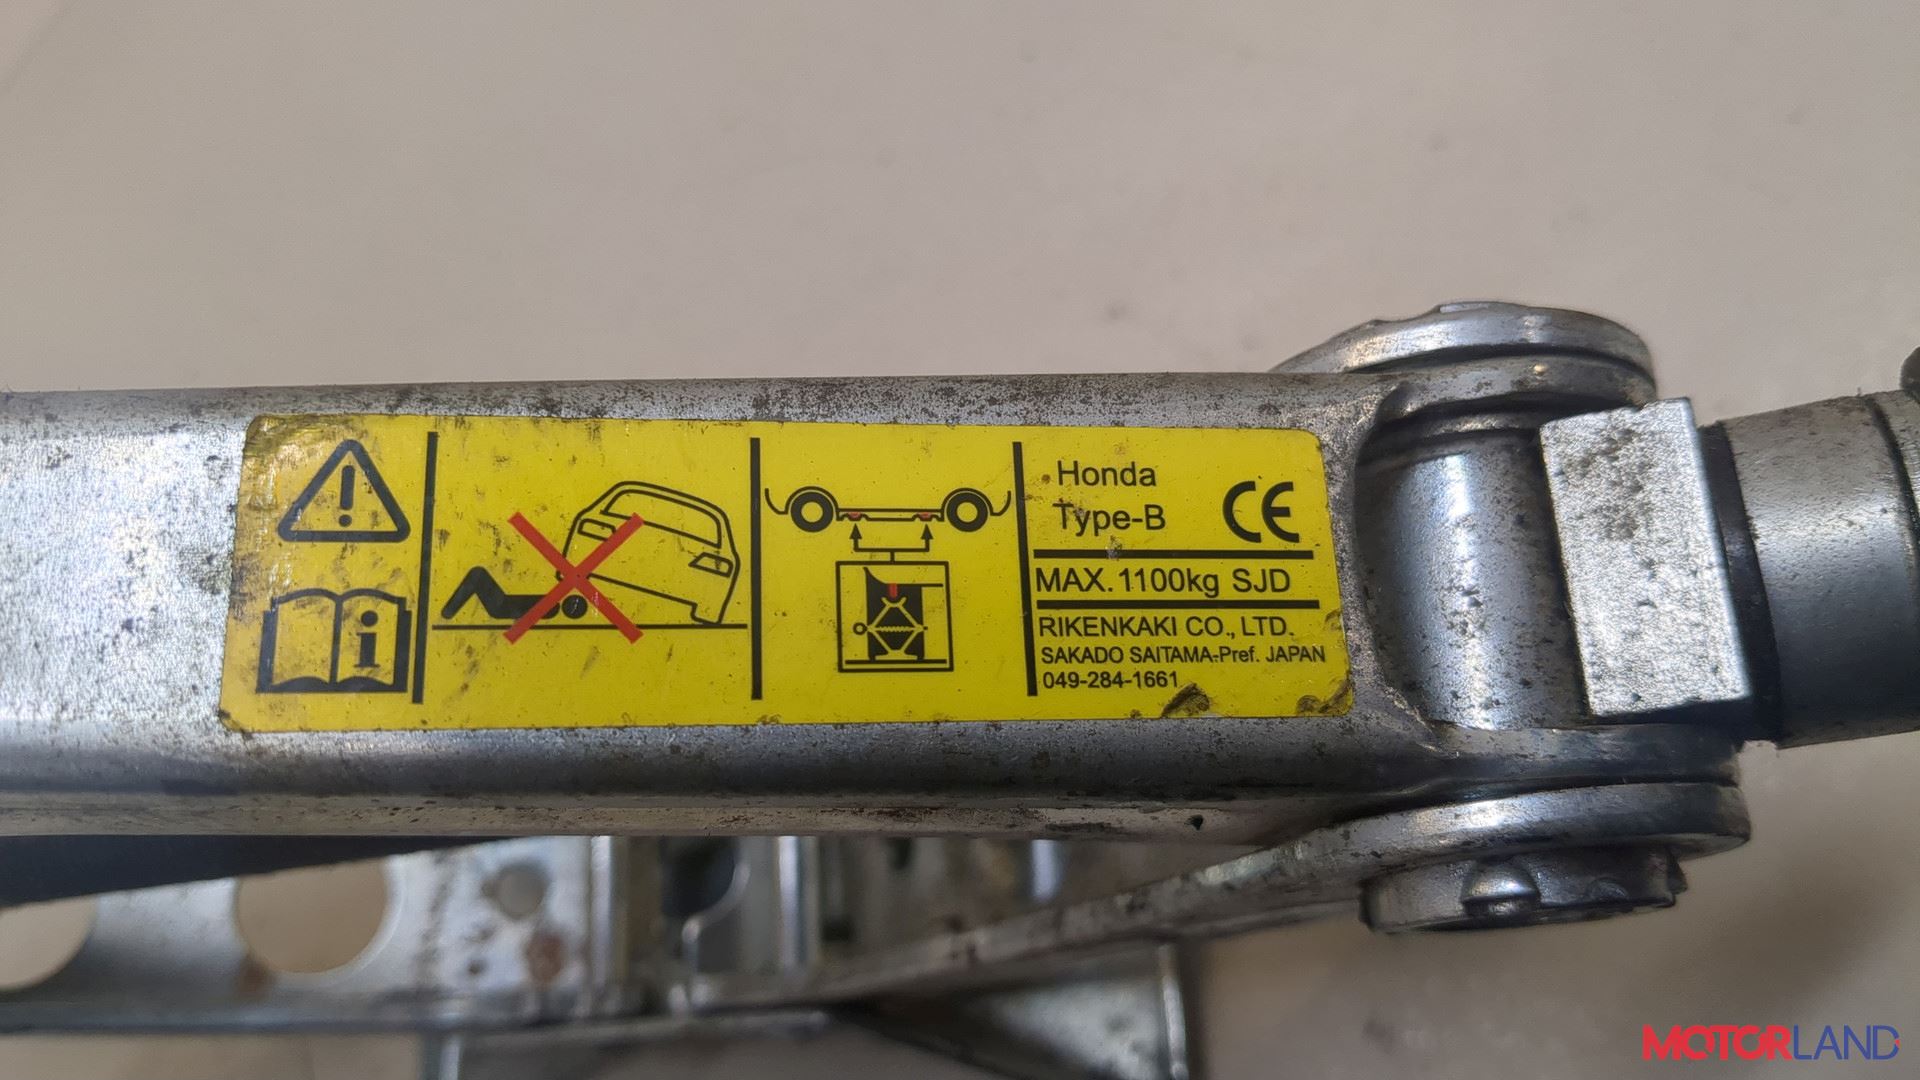 Honda
Type-B
CE
MAX. 1100kg SJD
RIKENKAKI CO., LTD.
SAKADO SAITAMA-Pref. JAPAN
049-284-1661
MOTORLAND